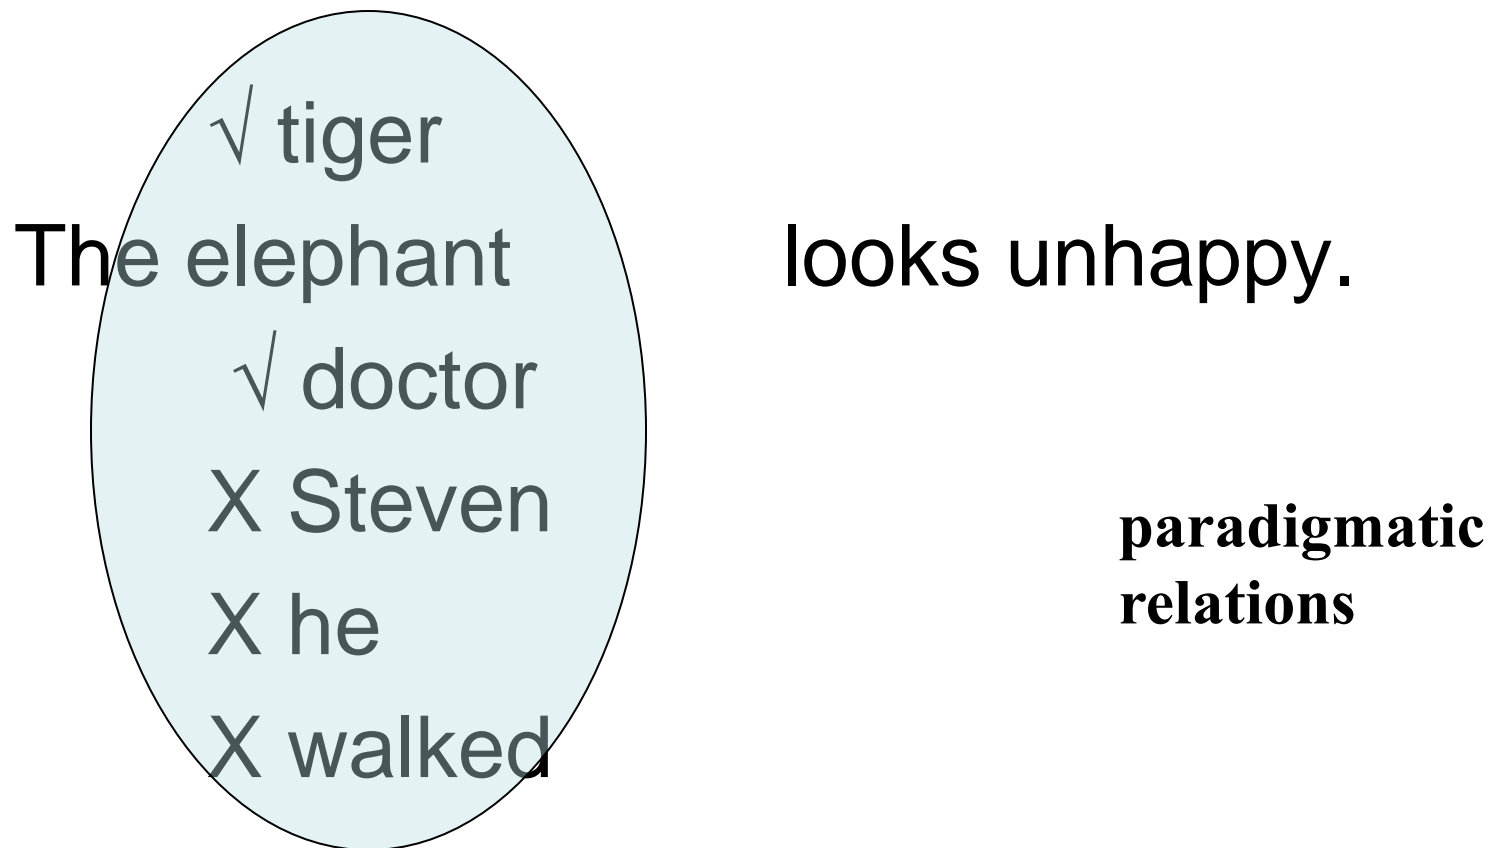 √ tiger
The elephant looks unhappy.
√ doctor
X Steven
X he
X walked
paradigmatic
relations